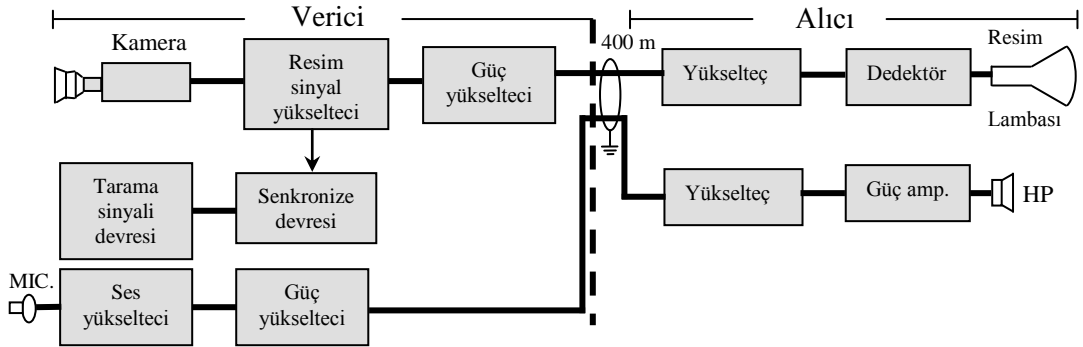 Verici
Alıcı
Kamera
400 m
Resim
Resim
sinyal
yükselteci
Güç
yükselteci
Yükselteç
Dedektör
Lambası
Tarama
sinyali
devresi
Senkronize
devresi
Yükselteç
Güç amp.
HP
MIC.
Ses
yükselteci
Güç
yükselteci